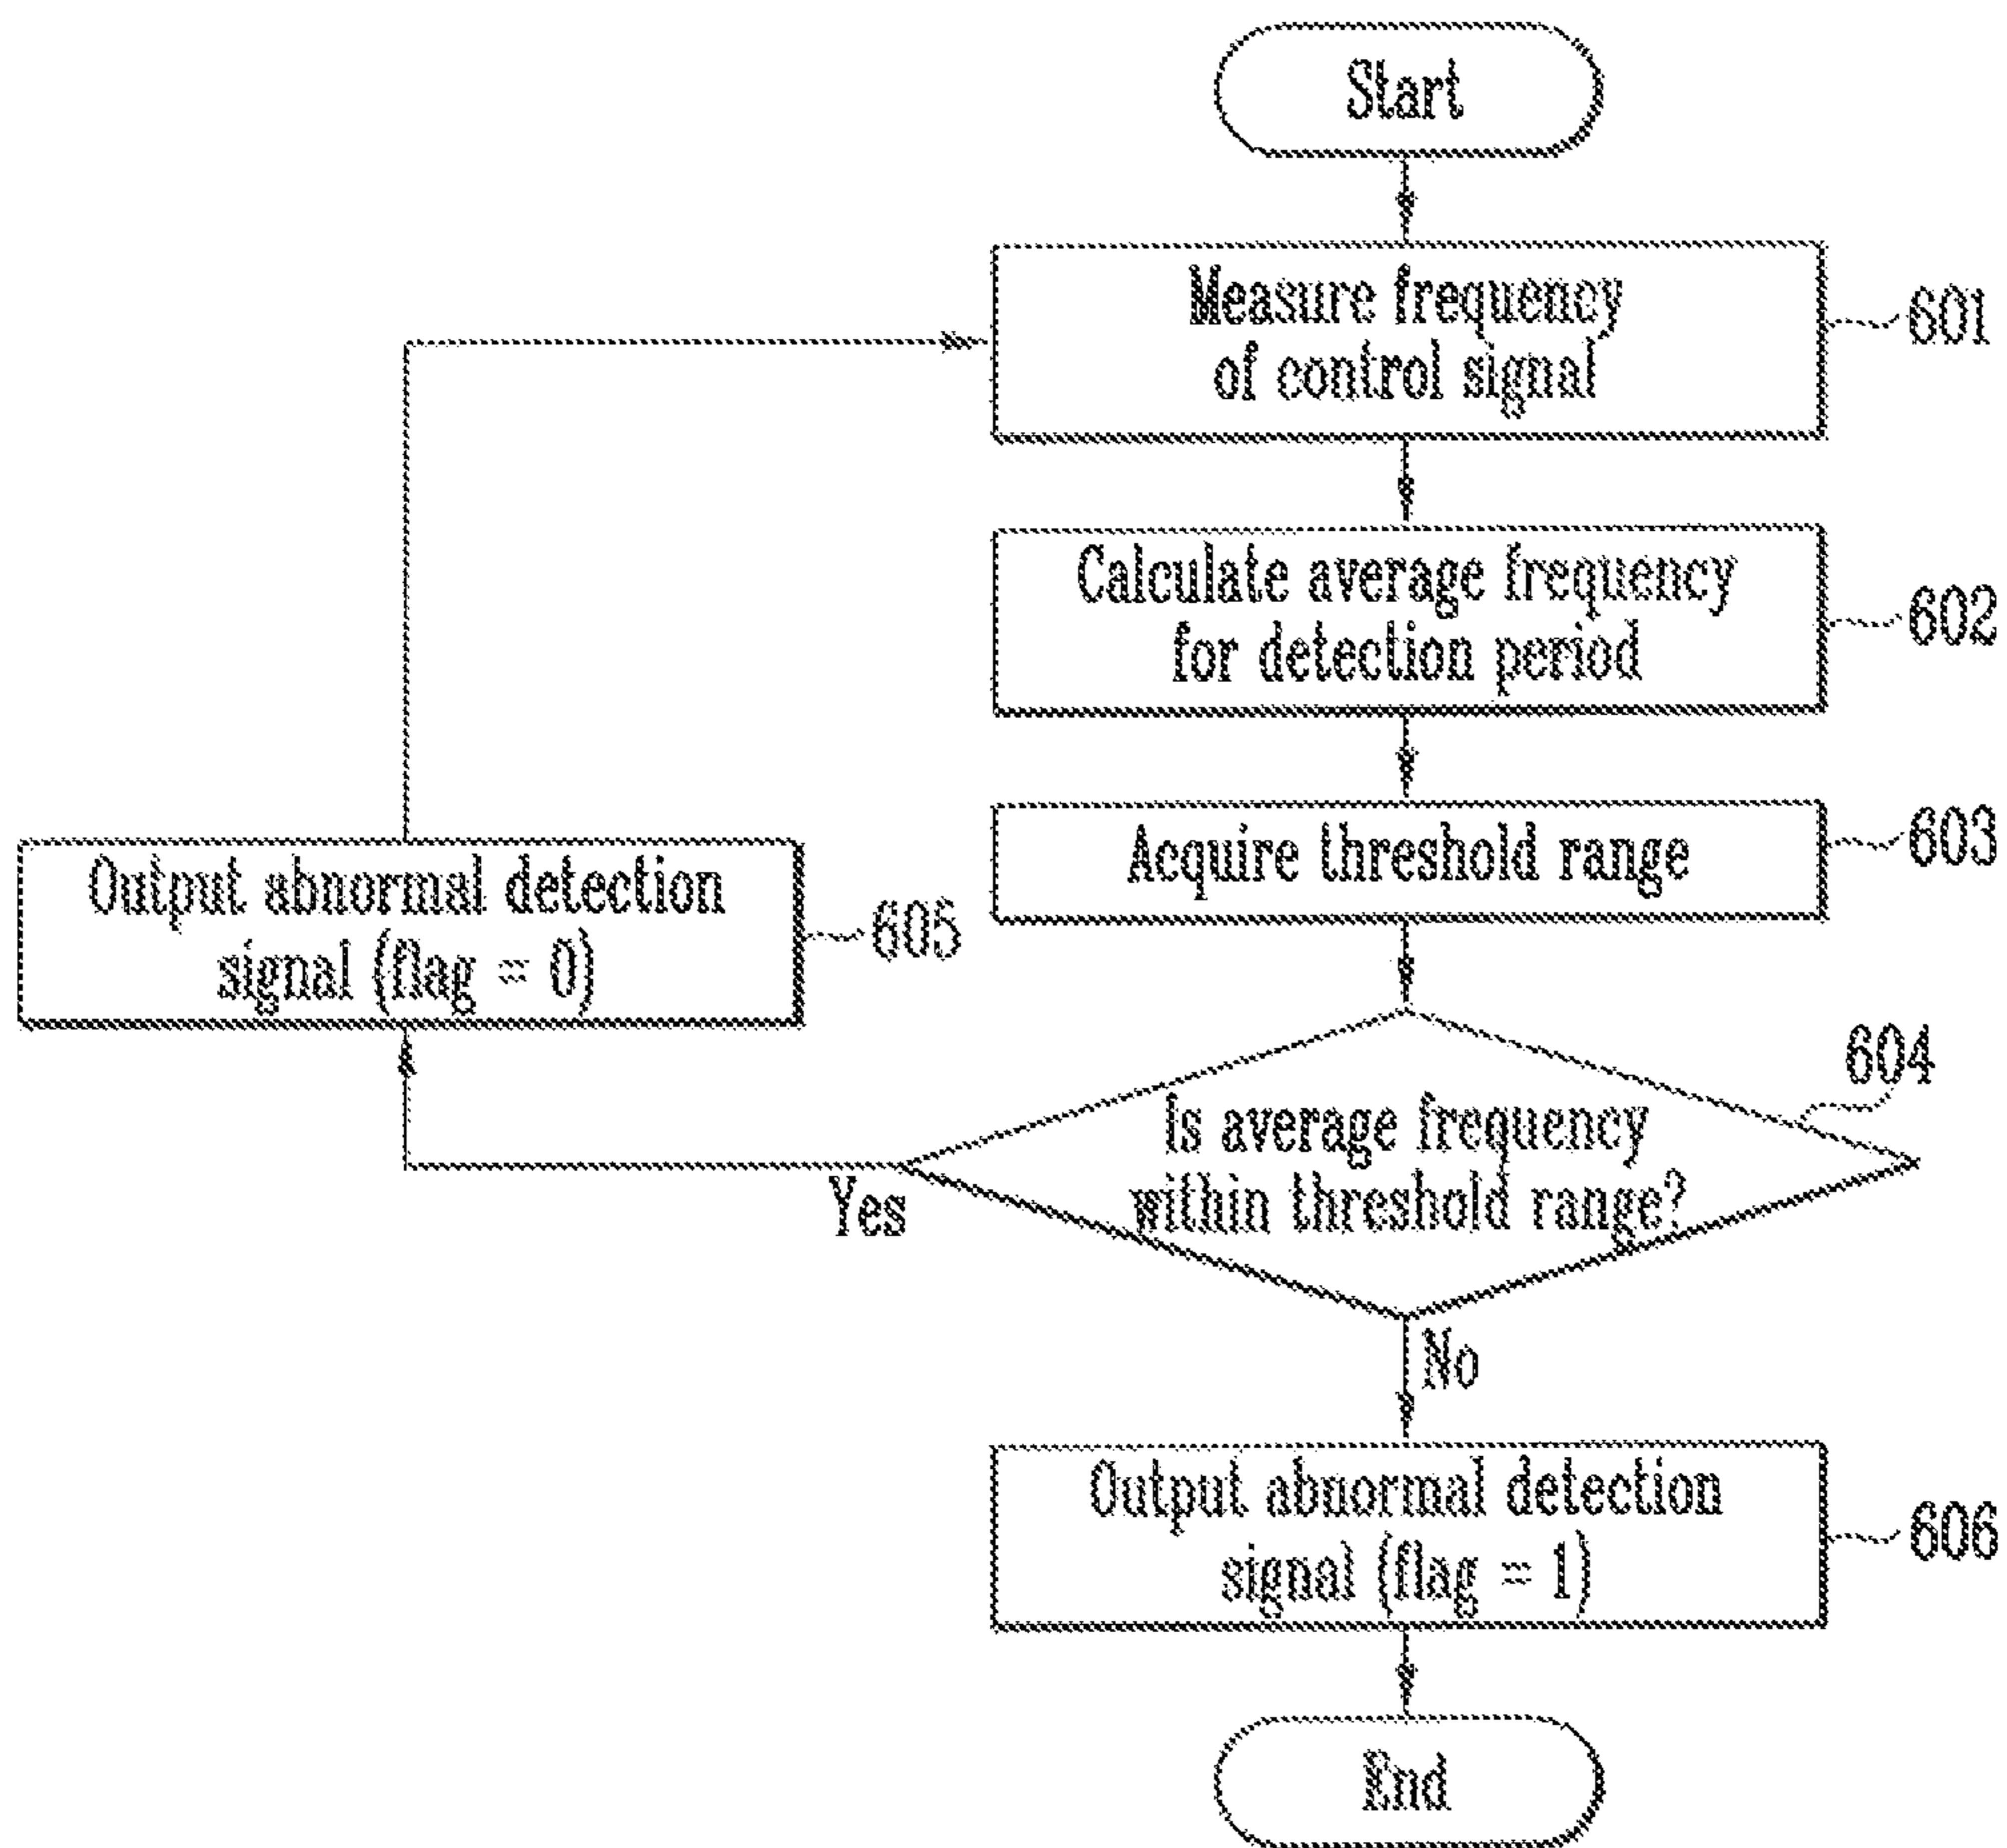 Start
Measure frequency
of control signal
601
Calculate average frequency
for detection period
602
Acquire threshold range
603
Output abnormal detection
signal (flag = 0)
605
604
Is average frequency
within threshold range?
Yes
No
Output abnormal detection
signal (flag = 1)
606
End